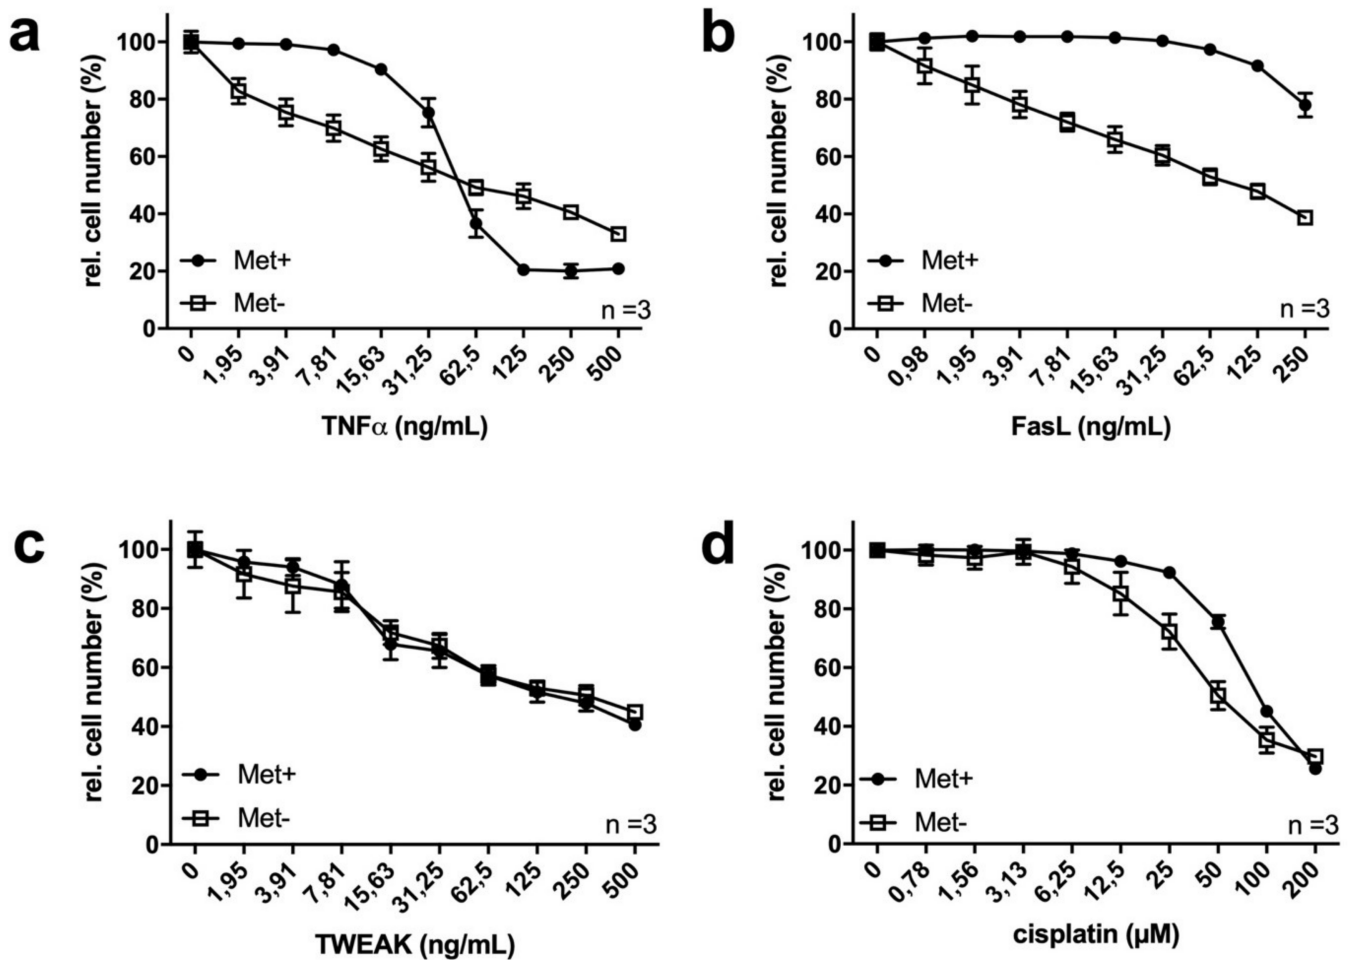 a
rel. cell number (%)
100
80
60
40
20
0
Met+
Met-
n =3
0 1,95 3,91 7,81 15,63 31,25 62,5 125 250 500
TNFα (ng/mL)
b
rel. cell number (%)
100
80
60
40
20
0
Met+
Met-
n =3
0 0,98 1,95 3,91 7,81 15,63 31,25 62,5 125 250
FasL (ng/mL)
c
rel. cell number (%)
100
80
60
40
20
0
Met+
Met-
n =3
0 1,95 3,91 7,81 15,63 31,25 62,5 125 250 500
TWEAK (ng/mL)
d
rel. cell number (%)
100
80
60
40
20
0
Met+
Met-
n =3
0 0,78 1,56 3,13 6,25 12,5 25 50 100 200
cisplatin (µM)